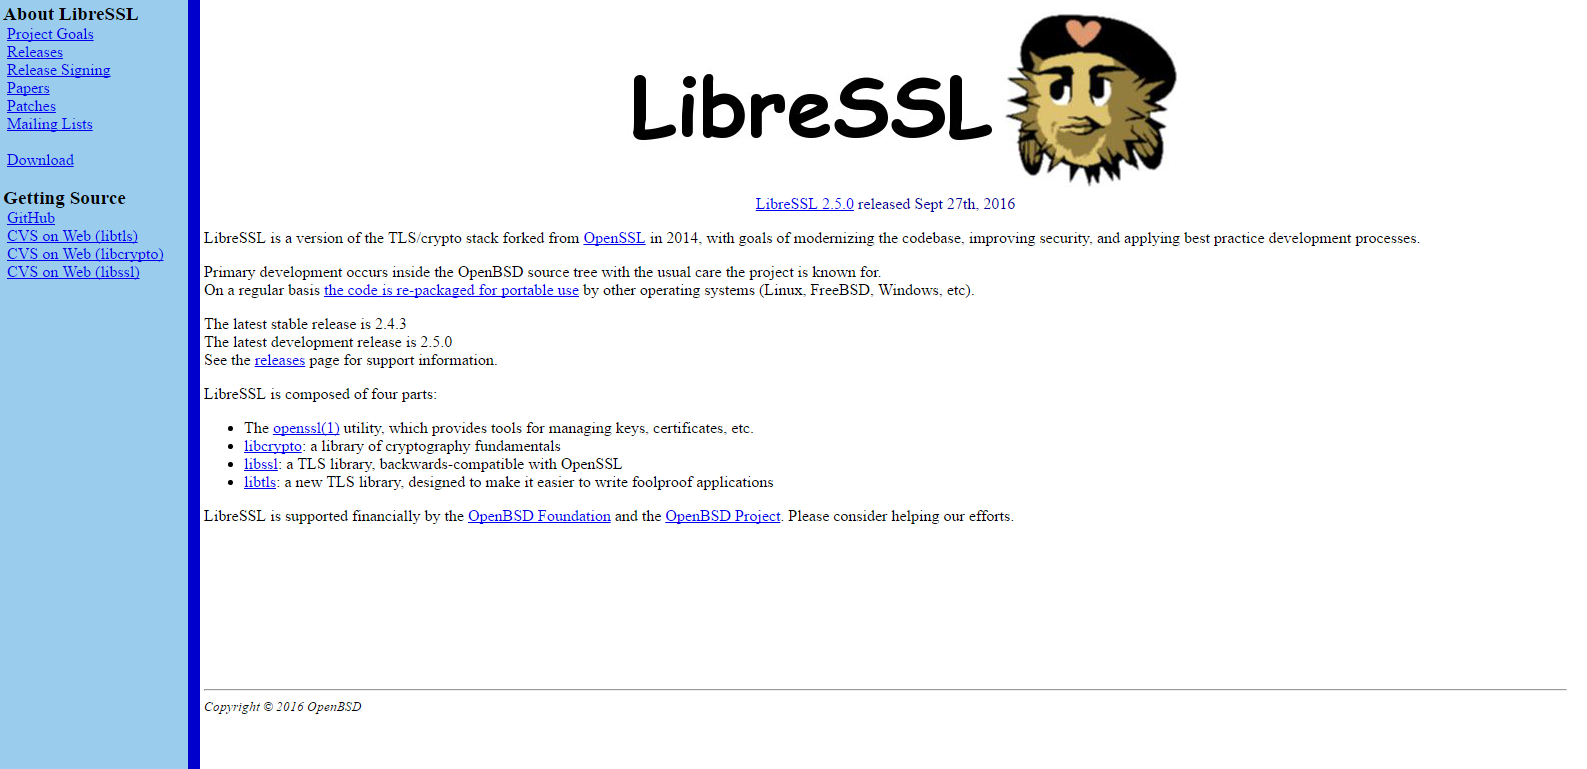 About LibreSSL
Project Goals
Releases
Release Signing
Papers
Patches
Mailing Lists
Download
Getting Source
GitHub
CVS on Web (libtls)
CVS on Web (libcrypto)
CVS on Web (libssl)
LibreSSL
LibreSSL 2.5.0 released Sept 27th, 2016
LibreSSL is a version of the TLS/crypto stack forked from OpenSSL in 2014, with goals of modernizing the codebase, improving security, and applying best practice development processes.
Primary development occurs inside the OpenBSD source tree with the usual care the project is known for.
On a regular basis the code is re-packaged for portable use by other operating systems (Linux, FreeBSD, Windows, etc).
The latest stable release is 2.4.3
The latest development release is 2.5.0
See the releases page for support information.
LibreSSL is composed of four parts:
• The openssl(1) utility, which provides tools for managing keys, certificates, etc.
• libcrypto: a library of cryptography fundamentals
• libssl: a TLS library, backwards-compatible with OpenSSL
• libtls: a new TLS library, designed to make it easier to write foolproof applications
LibreSSL is supported financially by the OpenBSD Foundation and the OpenBSD Project. Please consider helping our efforts.
Copyright © 2016 OpenBSD